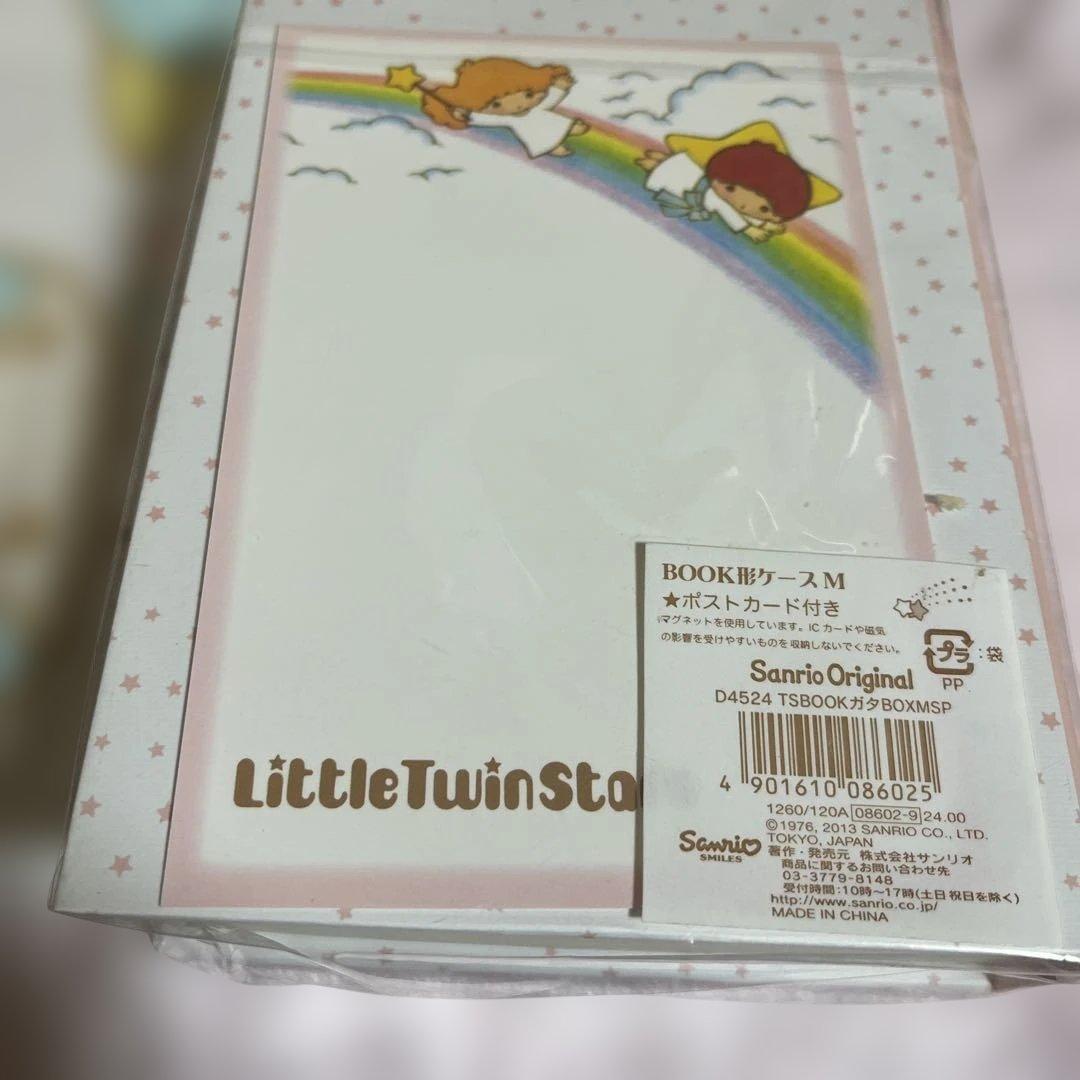 BOOK形ケース M
★ポストカード付き
マグネットを使用しています。ICカードや磁気
の影響を受けやすいものを収納しないでください。
プラ :袋
PP
Sanrio Original
D4524 TSBOOKガタBOXMSP
4 901610 086025
1260/120A 08602-9 24.00
©1976, 2013 SANRIO CO., LTD.
TOKYO, JAPAN
Sanrio
SMILES
著作・発売元 株式会社サンリオ
商品に関するお問い合わせ先
03-3779-8148
受付時間:10時〜17時(土日祝日を除く)
http://www.sanrio.co.jp/
MADE IN CHINA
LittleTwinSta